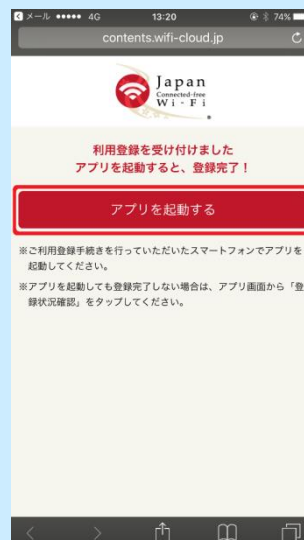 メール 4G 13:20 74%
contents.wifi-cloud.jp
Japan
Connected-free
Wi-Fi
利用登録を受け付けました
アプリを起動すると、登録完了!
アプリを起動する
※ご利用登録手続きを行っていただいたスマートフォンでアプリを
起動してください。
※アプリを起動しても登録完了しない場合は、アプリ画面から「登
録状況確認」をタップしてください。